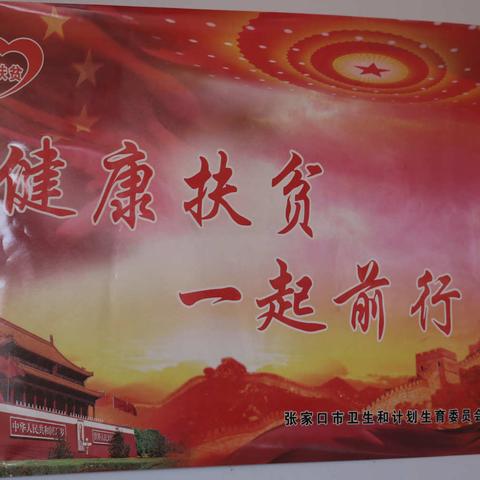 扶贫
健康扶贫
一起前行
中华人民共和国万岁
张家口市卫生和计划生育委员会